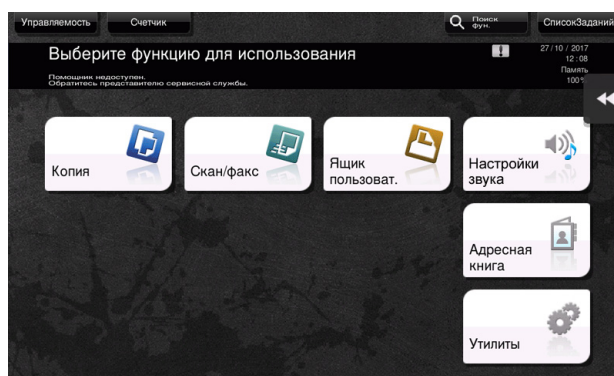 Управляемость
Счетчик
Поиск
фун.
СписокЗаданий
Выберите функцию для использования
27/10 / 2017
12:08
Помощник недоступен.
Память
Обратитесь представителю сервисной службы.
100%
Копия
Скан/факс
Ящик
пользоват.
Настройки
звука
Адресная
книга
Утилиты